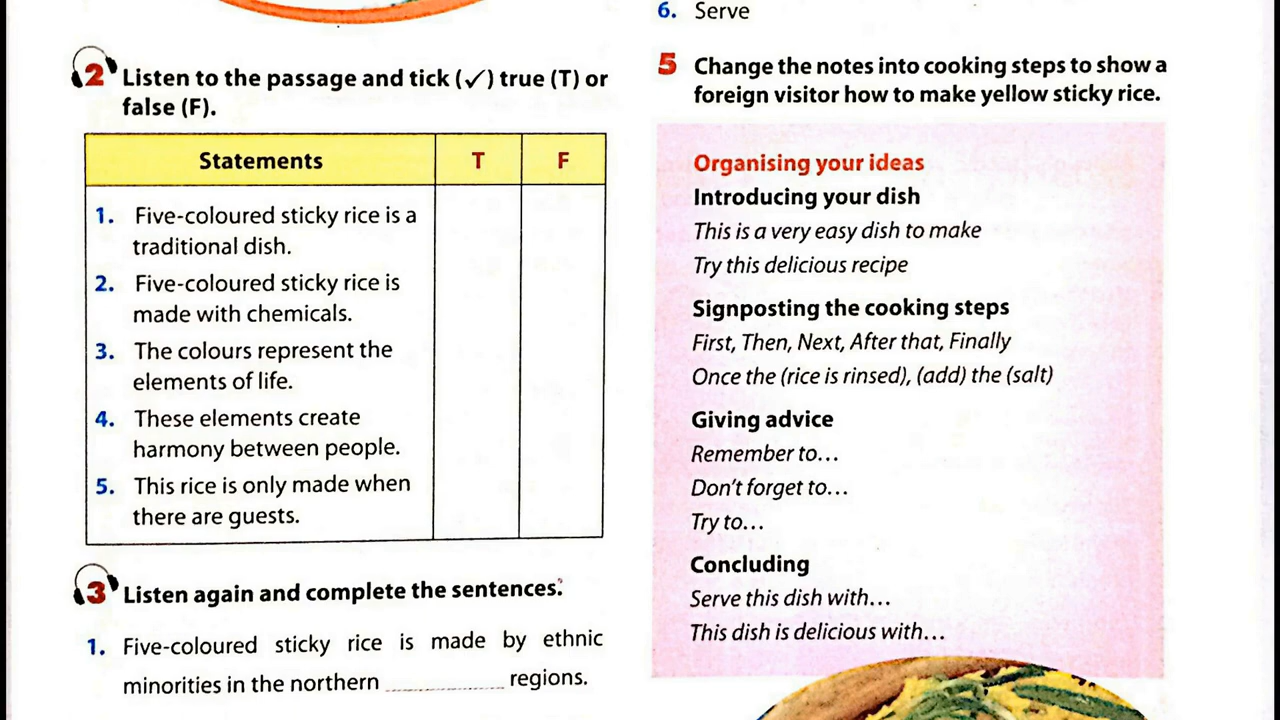 2 Listen to the passage and tick (✓) true (T) or
false (F).
Statements T F
1. Five-coloured sticky rice is a
traditional dish.
2. Five-coloured sticky rice is
made with chemicals.
3. The colours represent the
elements of life.
4. These elements create
harmony between people.
5. This rice is only made when
there are guests.
3 Listen again and complete the sentences.
1. Five-coloured sticky rice is made by ethnic
minorities in the northern ............ regions.
6. Serve
5 Change the notes into cooking steps to show a
foreign visitor how to make yellow sticky rice.
Organising your ideas
Introducing your dish
This is a very easy dish to make
Try this delicious recipe
Signposting the cooking steps
First, Then, Next, After that, Finally
Once the (rice is rinsed), (add) the (salt)
Giving advice
Remember to...
Don't forget to...
Try to...
Concluding
Serve this dish with...
This dish is delicious with...